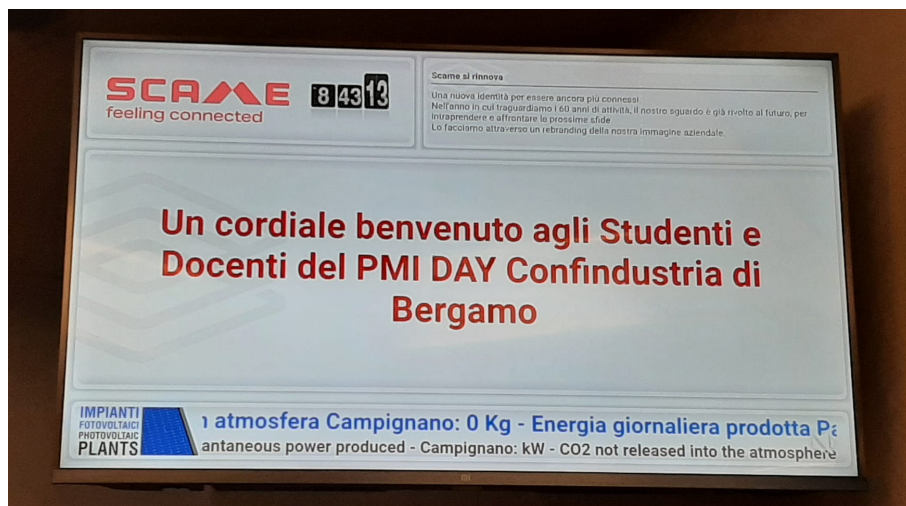 SCAME
feeling connected
8 43 13
Scame si rinnova
Una nuova identità per essere ancora più connessi
Nell'anno in cui traguardiamo i 60 anni di attività, il nostro sguardo è già rivolto al futuro, per
intraprendere e affrontare le prossime sfide
Lo facciamo attraverso un rebranding della nostra immagine aziendale.
Un cordiale benvenuto agli Studenti e
Docenti del PMI DAY Confindustria di
Bergamo
IMPIANTI
FOTOVOLTAICI
PHOTOVOLTAIC
PLANTS
atmosfera Campignano: 0 Kg - Energia giornaliera prodotta Pa
antaneous power produced - Campignano: kW - CO2 not released into the atmosphere
mi